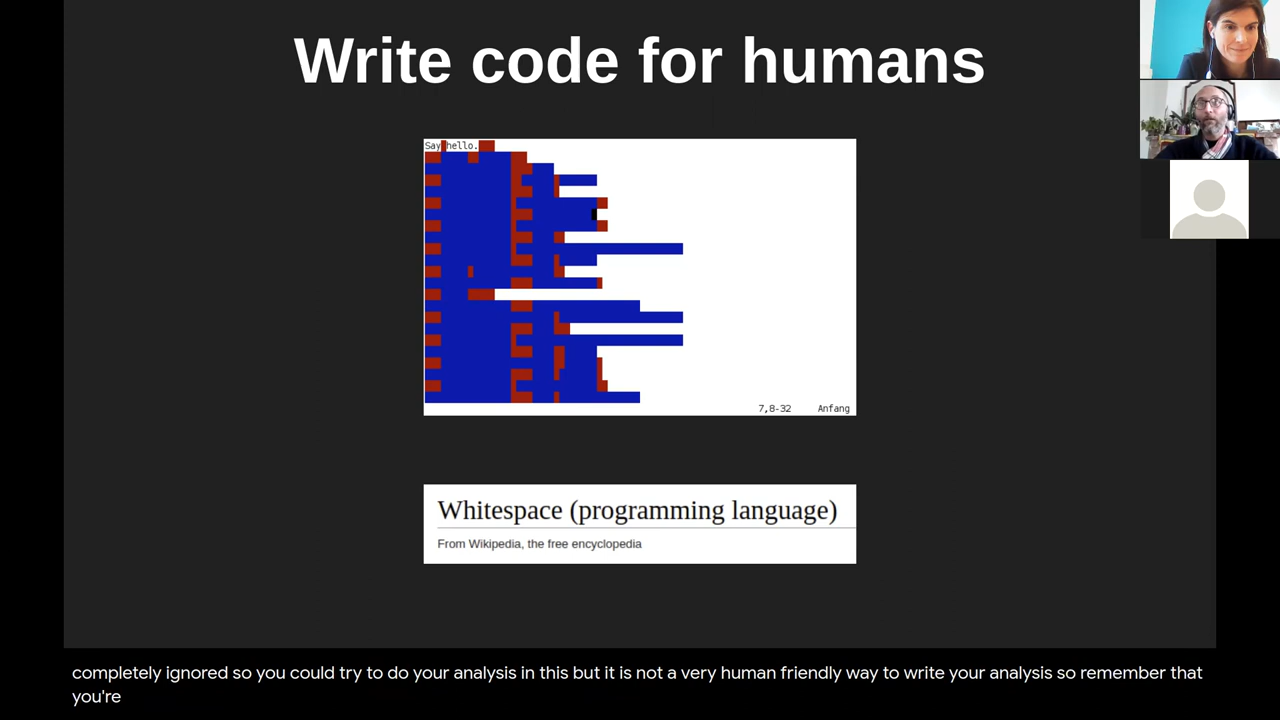 Write code for humans
Say hello.
7,8-32 Anfang
Whitespace (programming language)
From Wikipedia, the free encyclopedia
completely ignored so you could try to do your analysis in this but it is not a very human friendly way to write your analysis so remember that
you're